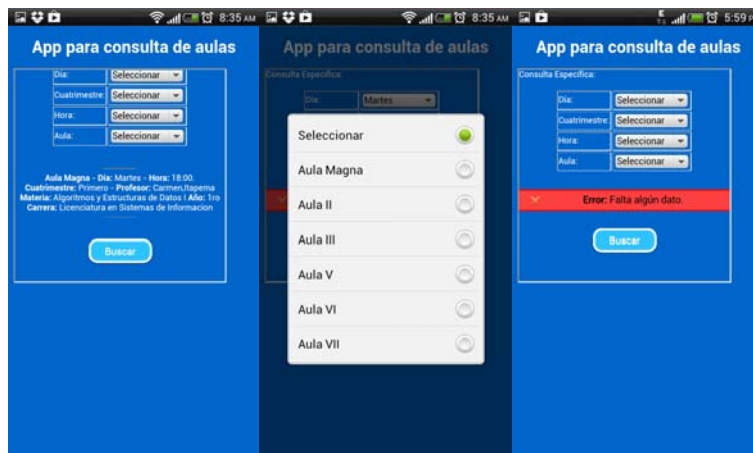 8:35 AM
App para consulta de aulas
Día: Seleccionar
Cuatrimestre: Seleccionar
Hora: Seleccionar
Aula: Seleccionar
Aula Magna - Día: Martes - Hora: 18:00.
Cuatrimestre: Primero - Profesor: Carmen,Itapema
Materia: Algoritmos y Estructuras de Datos I Año: 1ro
Carrera: Licenciatura en Sistemas de Informacion
Buscar
8:35 AM
App para consulta de aulas
Consulta Específica:
Día: Martes
Seleccionar
Aula Magna
Aula II
Aula III
Aula V
Aula VI
Aula VII
5:59 P
App para consulta de aulas
Consulta Específica:
Día: Seleccionar
Cuatrimestre: Seleccionar
Hora: Seleccionar
Aula: Seleccionar
Error: Falta algún dato.
Buscar